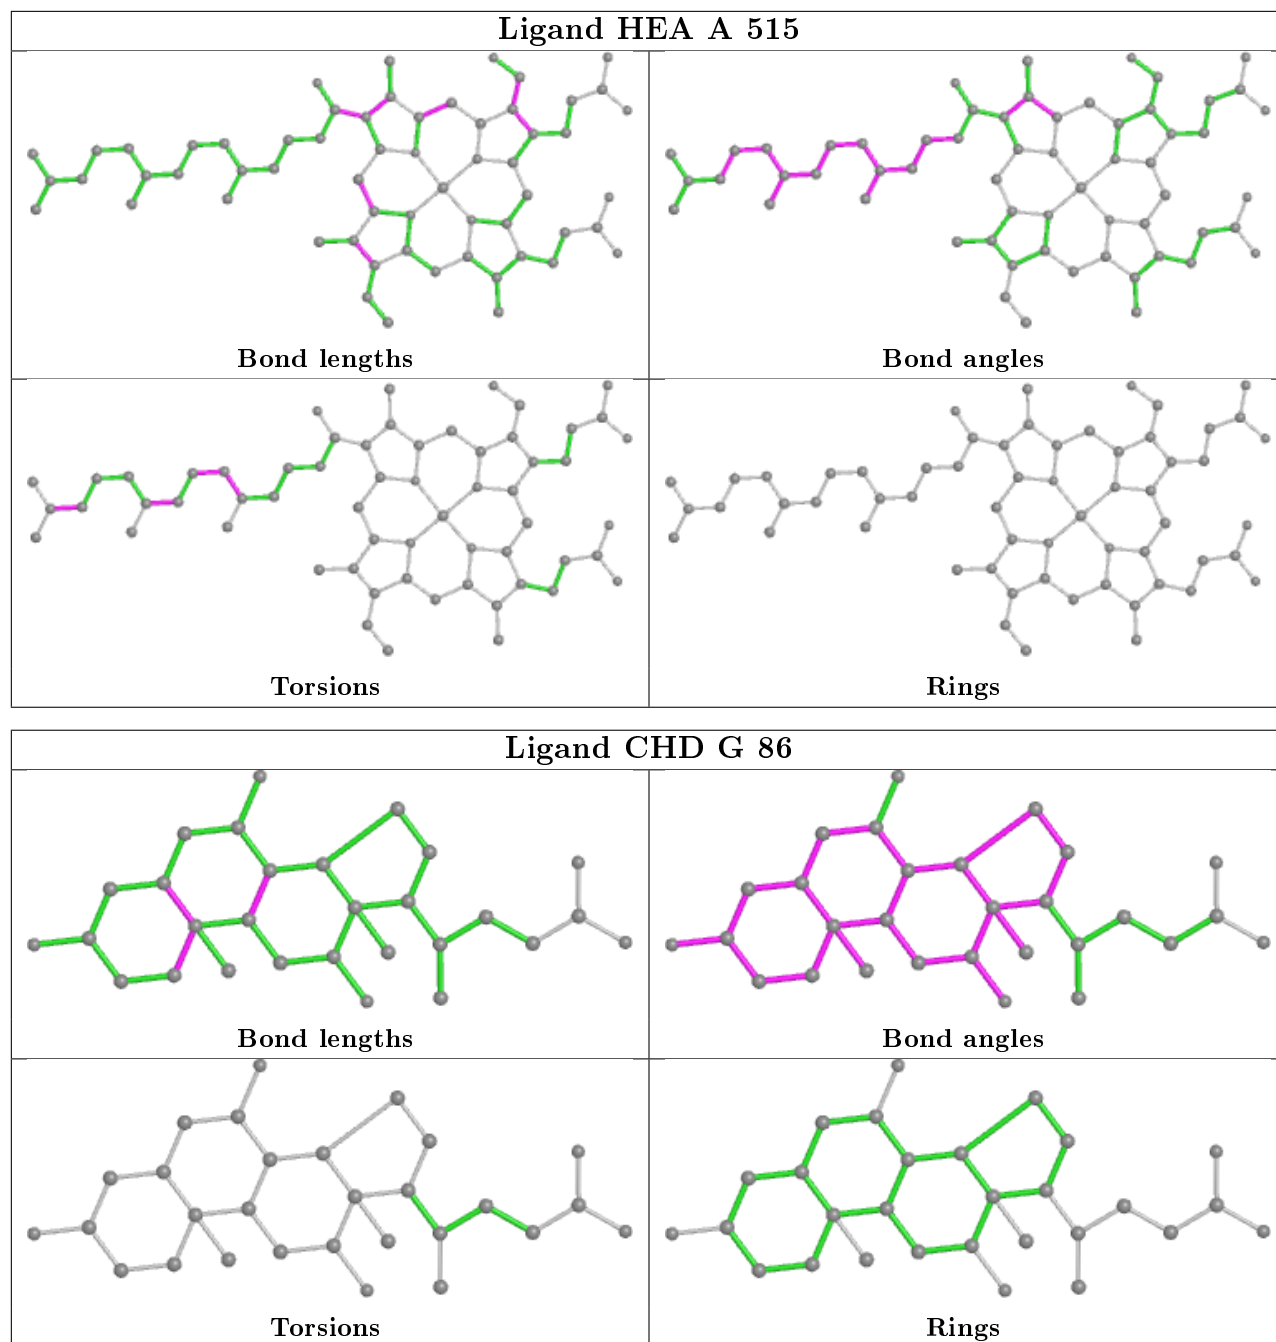 Ligand HEA A 515
Bond lengths
Bond angles
Torsions
Rings
Ligand CHD G 86
Bond lengths
Bond angles
Torsions
Rings